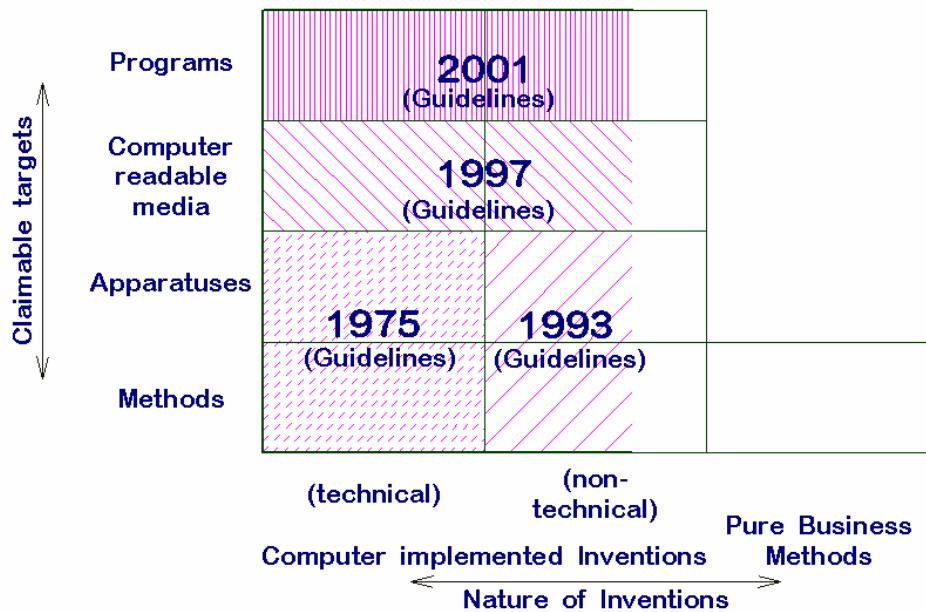 Programs
2001
(Guidelines)
Claimable targets
Computer
readable
media
1997
(Guidelines)
Apparatuses
1975
(Guidelines)
1993
(Guidelines)
Methods
(technical)
(non-
technical)
Pure Business
Methods
Computer implemented Inventions
Nature of Inventions